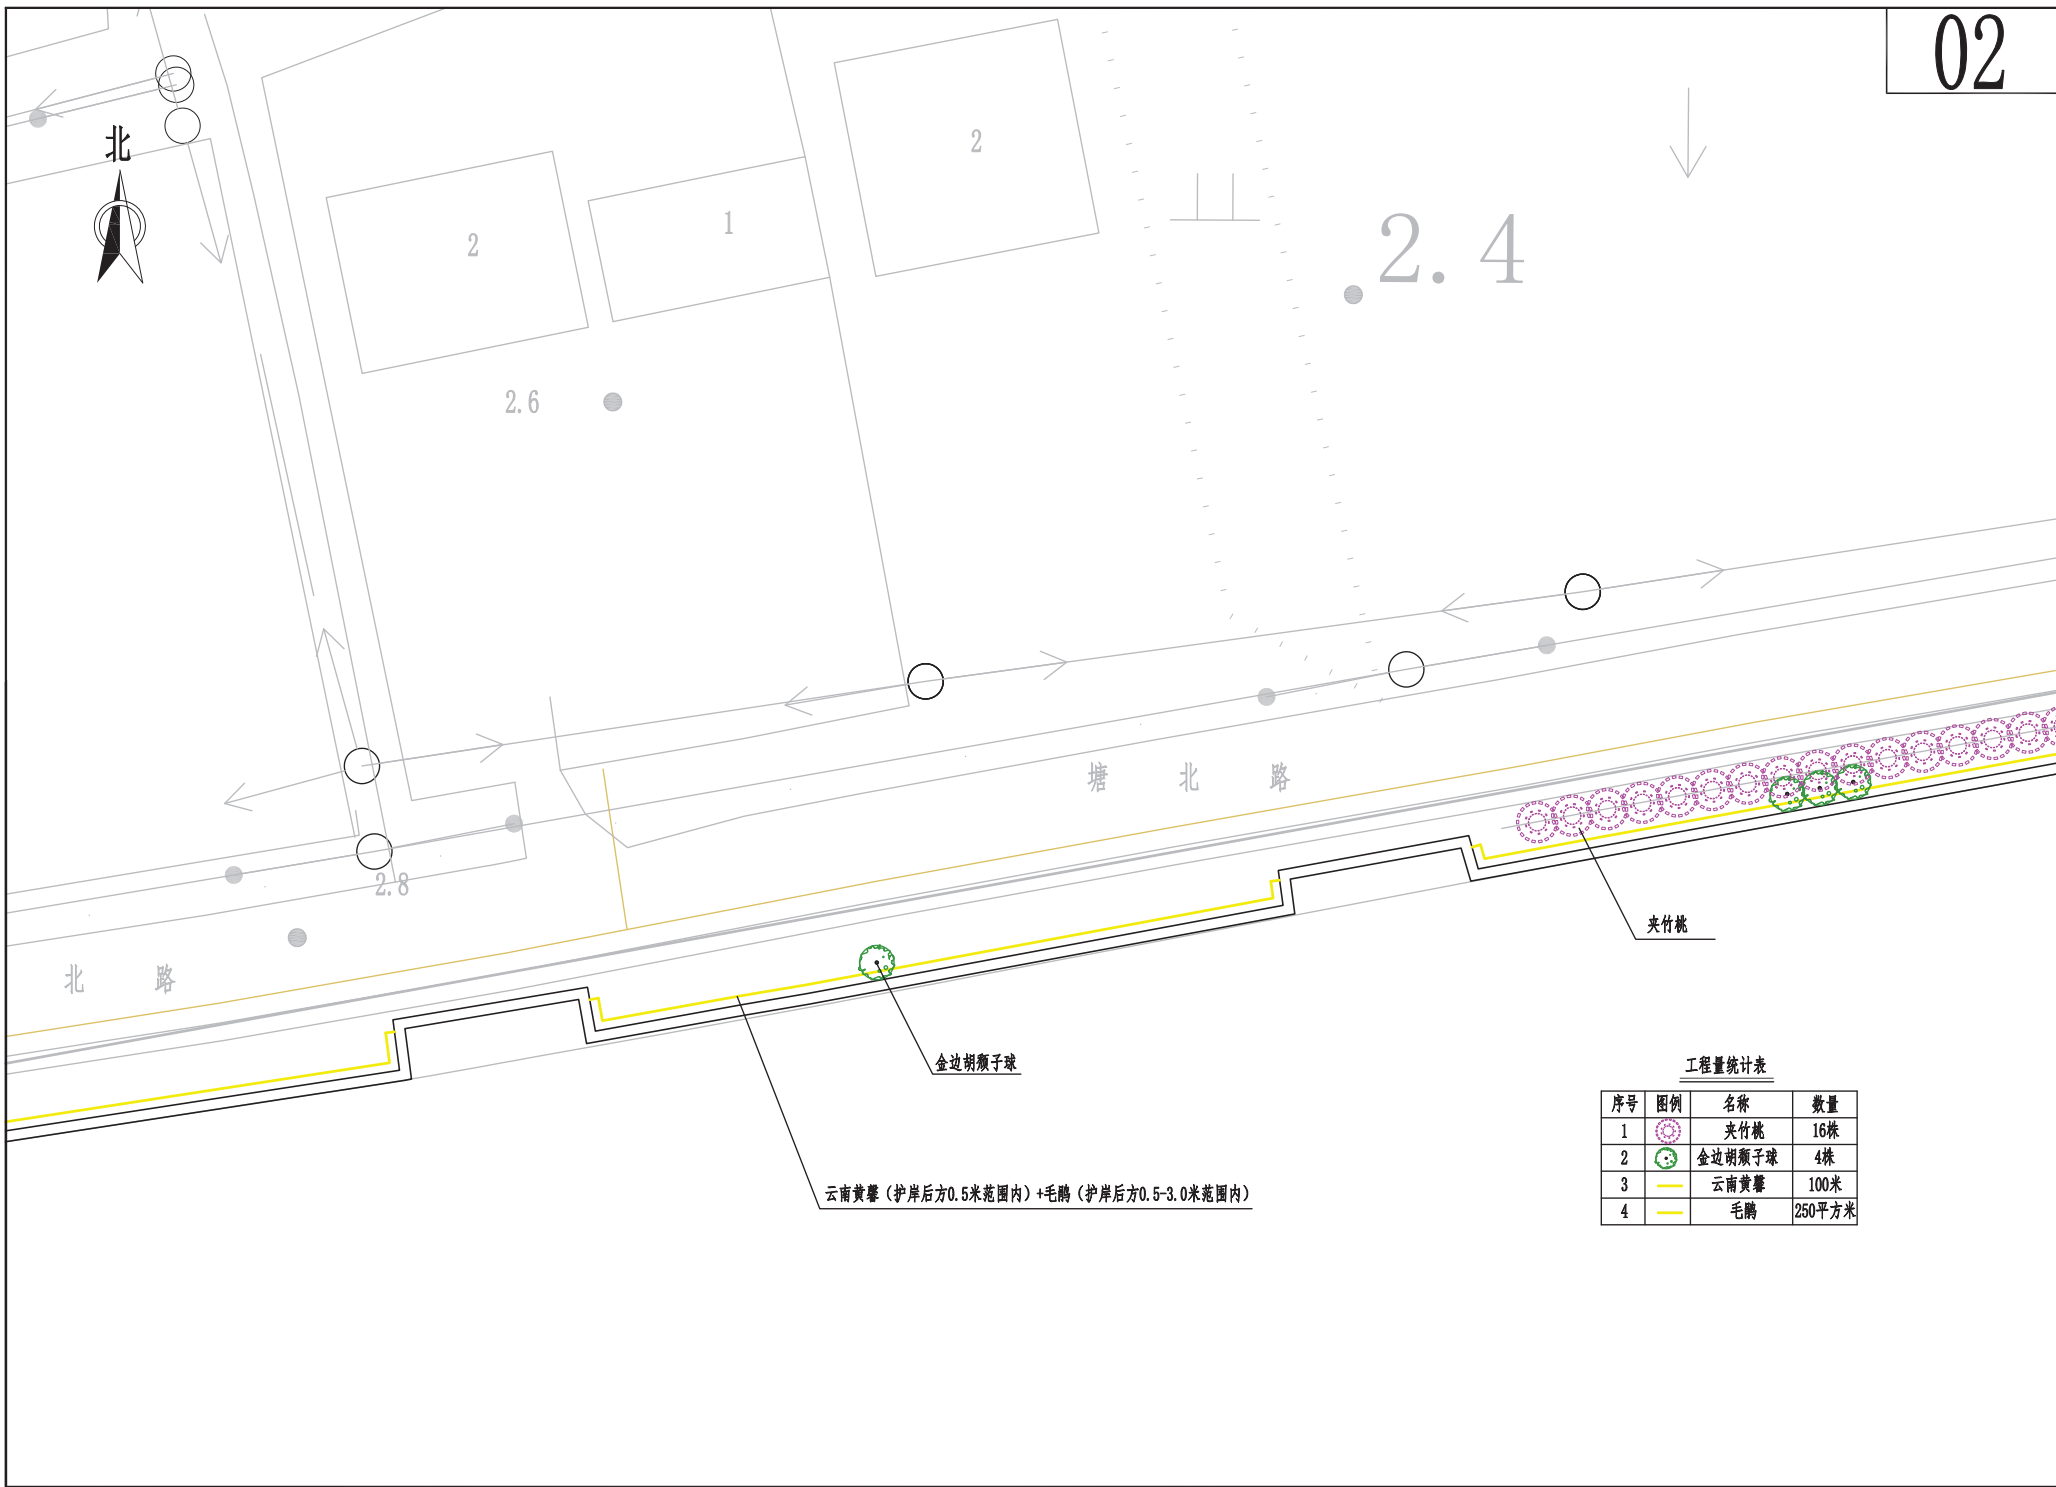 02
北
2
2
1
2.4
2.6
塘 北 路
2.8
夹竹桃
北 路
金边胡颓子球
工程量统计表
序号 图例 名称 数量
1 夹竹桃 16株
2 金边胡颓子球 4株
3 云南黄馨 100米
4 毛鹃 250平方米
云南黄馨（护岸后方0.5米范围内）+毛鹃（护岸后方0.5-3.0米范围内）